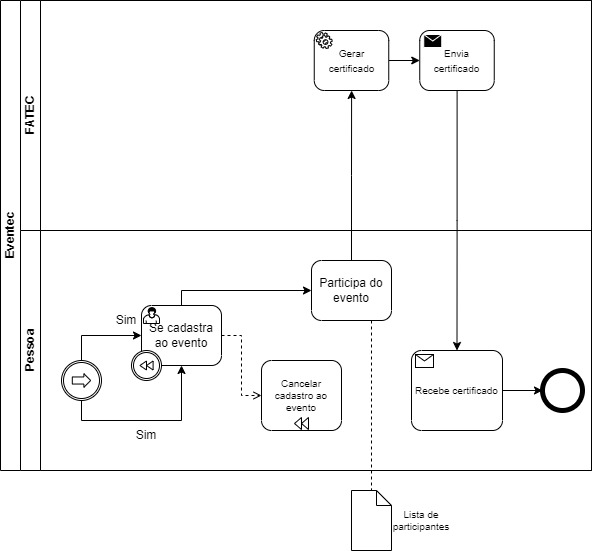 Eventec
FATEC
Pessoa
Gerar
certificado
Envia
certificado
Participa do
evento
Sim
Se cadastra
ao evento
Cancelar
cadastro ao
evento
Recebe certificado
Sim
Lista de
participantes